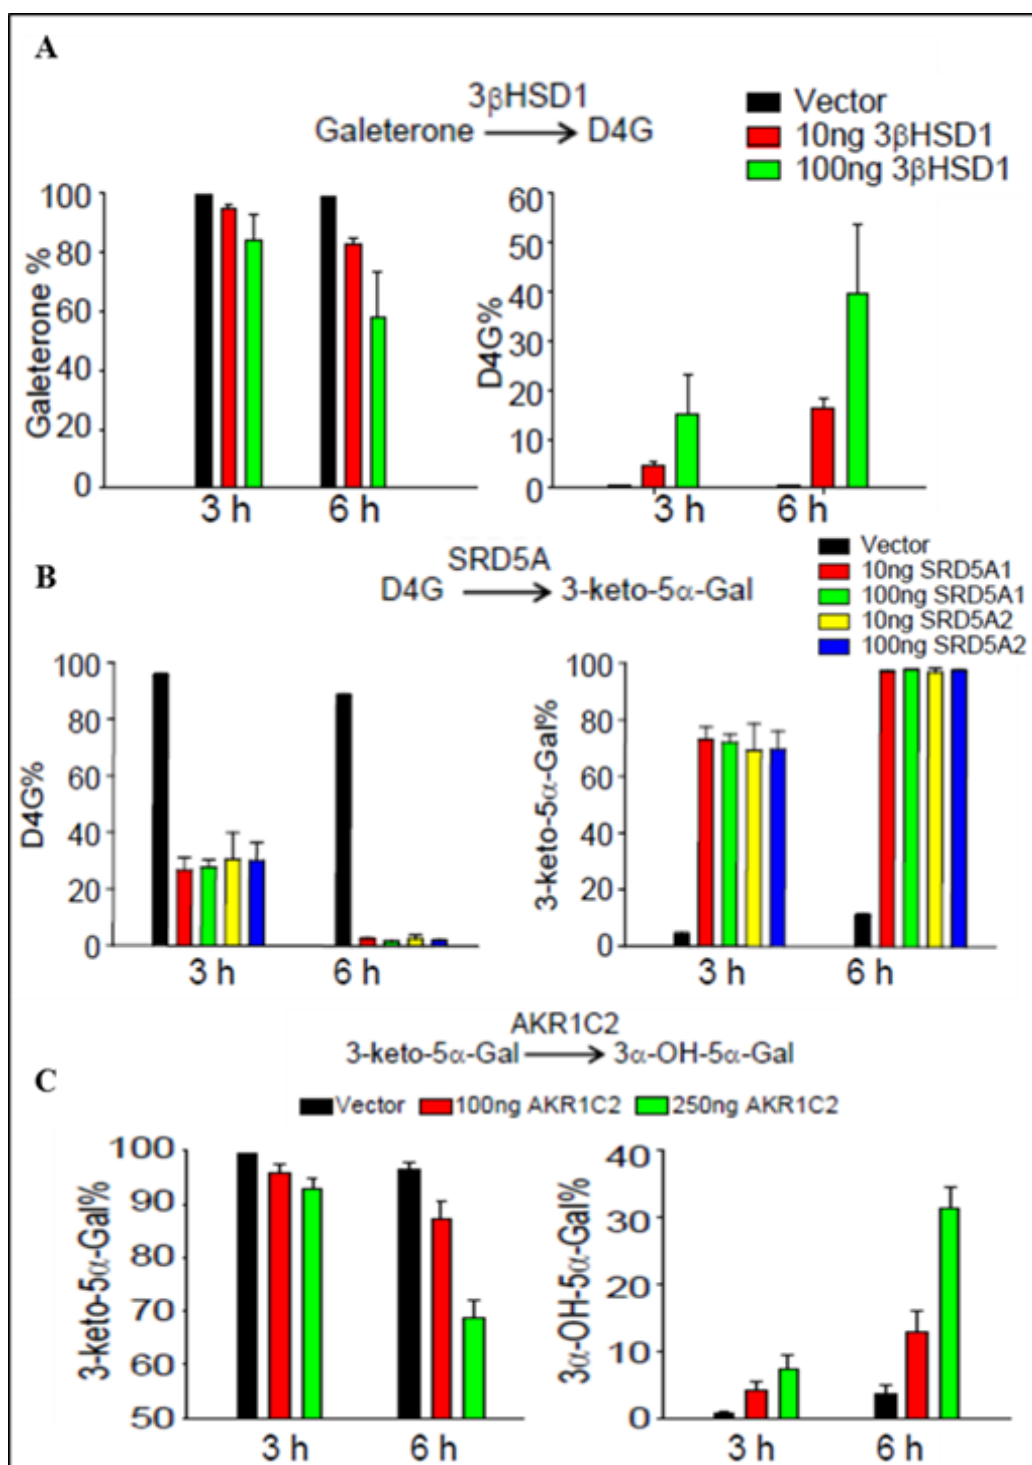 A
3βHSD1
Galeterone → D4G
Vector
10ng 3βHSD1
100ng 3βHSD1
Galeterone %
100
80
60
40
20
0
3 h 6 h
D4G%
60
50
40
30
20
10
0
3 h 6 h
B
SRD5A
D4G → 3-keto-5α-Gal
Vector
10ng SRD5A1
100ng SRD5A1
10ng SRD5A2
100ng SRD5A2
D4G%
100
80
60
40
20
0
3 h 6 h
3-keto-5α-Gal%
100
80
60
40
20
0
3 h 6 h
C
AKR1C2
3-keto-5α-Gal → 3α-OH-5α-Gal
Vector 100ng AKR1C2 250ng AKR1C2
3-keto-5α-Gal%
100
90
80
70
60
50
3 h 6 h
3α-OH-5α-Gal%
40
30
20
10
0
3 h 6 h